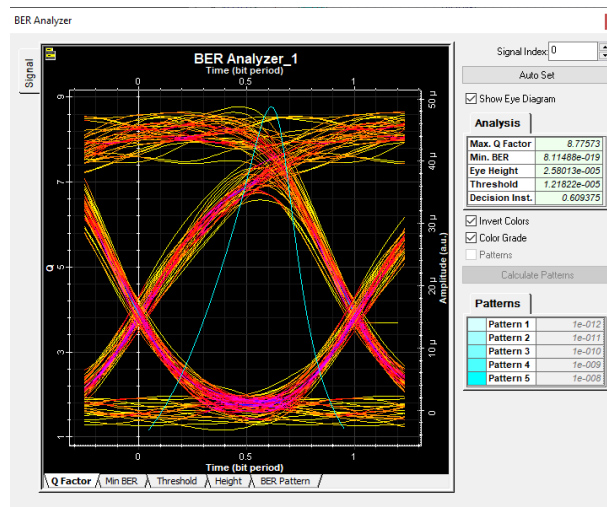 BER Analyzer
Signal
BER Analyzer_1
Time (bit period)
0 0.5 1
9
7
Q 5
3
1
50 µ
40 µ
30 µ
20 µ
10 µ
0
Amplitude (a.u.)
0 0.5 1
Time (bit period)
Q Factor Min BER Threshold Height BER Pattern
Signal Index: 0
Auto Set
Show Eye Diagram
Analysis
Max. Q Factor 8.77573
Min. BER 8.11488e-019
Eye Height 2.58013e-005
Threshold 1.21822e-005
Decision Inst. 0.609375
Invert Colors
Color Grade
Patterns
Calculate Patterns
Patterns
Pattern 1 1e-012
Pattern 2 1e-011
Pattern 3 1e-010
Pattern 4 1e-009
Pattern 5 1e-008